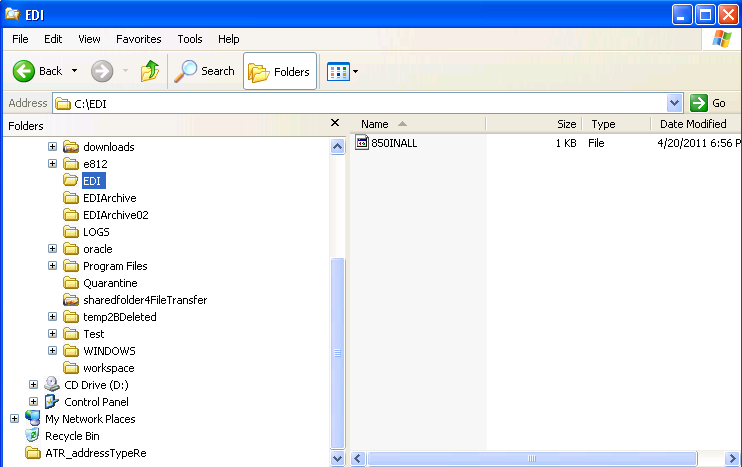 EDI
File Edit View Favorites Tools Help
Back Search Folders
Address C:\EDI Go
Folders
Name Size Type Date Modified
downloads
850INALL 1 KB File 4/20/2011 6:56 P
e812
EDI
EDIArchive
EDIArchive02
LOGS
oracle
Program Files
Quarantine
sharedfolder4FileTransfer
temp2BDeleted
Test
WINDOWS
workspace
CD Drive (D:)
Control Panel
My Network Places
Recycle Bin
ATR_addressTypeRe